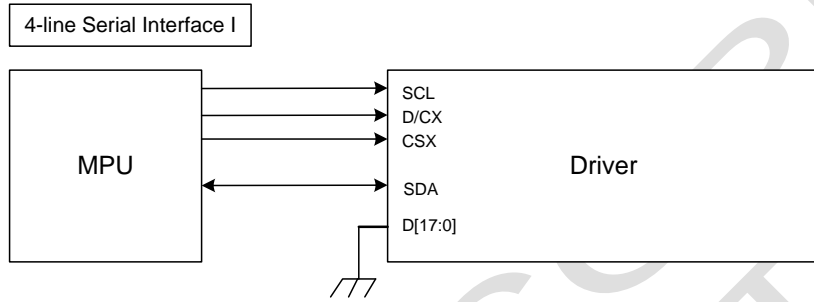 4-line Serial Interface I
MPU
SCL
D/CX
CSX
SDA
D[17:0]
Driver